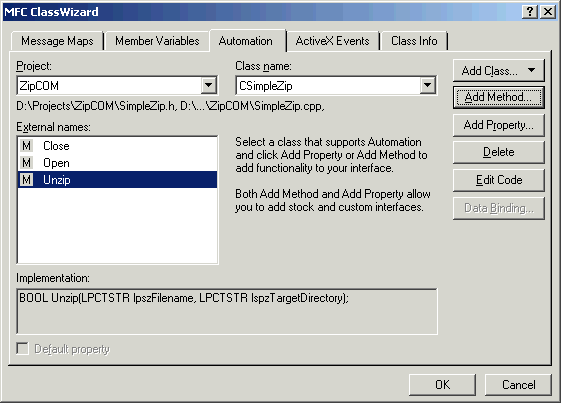 MFC ClassWizard
Message Maps
Member Variables
Automation
ActiveX Events
Class Info
Project:
ZipCOM
Class name:
CSimpleZip
D:\Projects\ZipCOM\SimpleZip.h, D:\...\ZipCOM\SimpleZip.cpp,
External names:
M Close
M Open
M Unzip
Select a class that supports Automation
and click Add Property or Add Method to
add functionality to your interface.
Both Add Method and Add Property allow
you to add stock and custom interfaces.
Add Class...
Add Method...
Add Property...
Delete
Edit Code
Data Binding...
Implementation:
BOOL Unzip(LPCTSTR lpszFilename, LPCTSTR lspzTargetDirectory);
Default property
OK
Cancel